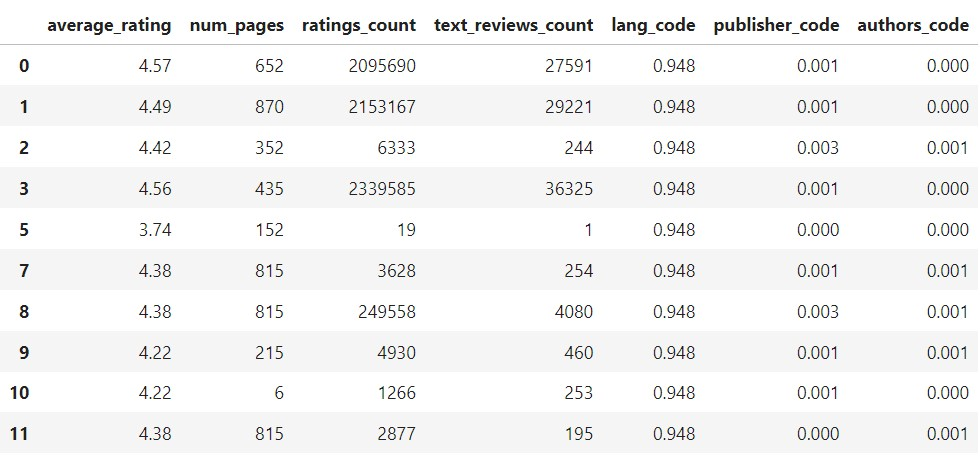 average_rating num_pages ratings_count text_reviews_count lang_code publisher_code authors_code
0 4.57 652 2095690 27591 0.948 0.001 0.000
1 4.49 870 2153167 29221 0.948 0.001 0.000
2 4.42 352 6333 244 0.948 0.003 0.001
3 4.56 435 2339585 36325 0.948 0.001 0.000
5 3.74 152 19 1 0.948 0.000 0.000
7 4.38 815 3628 254 0.948 0.001 0.001
8 4.38 815 249558 4080 0.948 0.003 0.001
9 4.22 215 4930 460 0.948 0.001 0.001
10 4.22 6 1266 253 0.948 0.001 0.000
11 4.38 815 2877 195 0.948 0.000 0.001